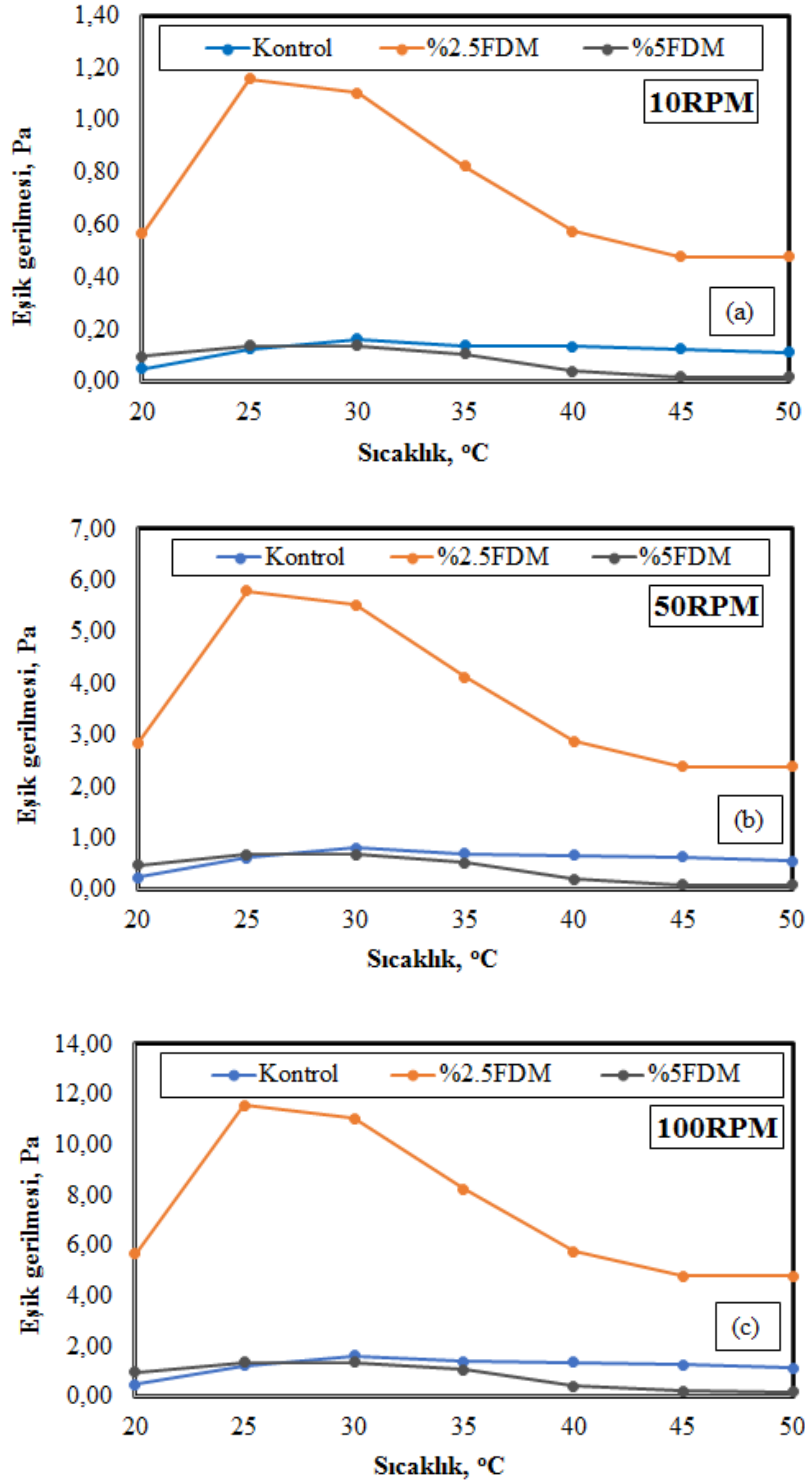 1,40
1,20
1,00
0,80
0,60
0,40
0,20
0,00
Eşik gerilmesi, Pa
Kontrol %2.5FDM %5FDM
10RPM
(a)
20 25 30 35 40 45 50
Sıcaklık, °C
7,00
6,00
5,00
4,00
3,00
2,00
1,00
0,00
Eşik gerilmesi, Pa
Kontrol %2.5FDM %5FDM
50RPM
(b)
20 25 30 35 40 45 50
Sıcaklık, °C
14,00
12,00
10,00
8,00
6,00
4,00
2,00
0,00
Eşik gerilmesi, Pa
Kontrol %2.5FDM %5FDM
100RPM
(c)
20 25 30 35 40 45 50
Sıcaklık, °C